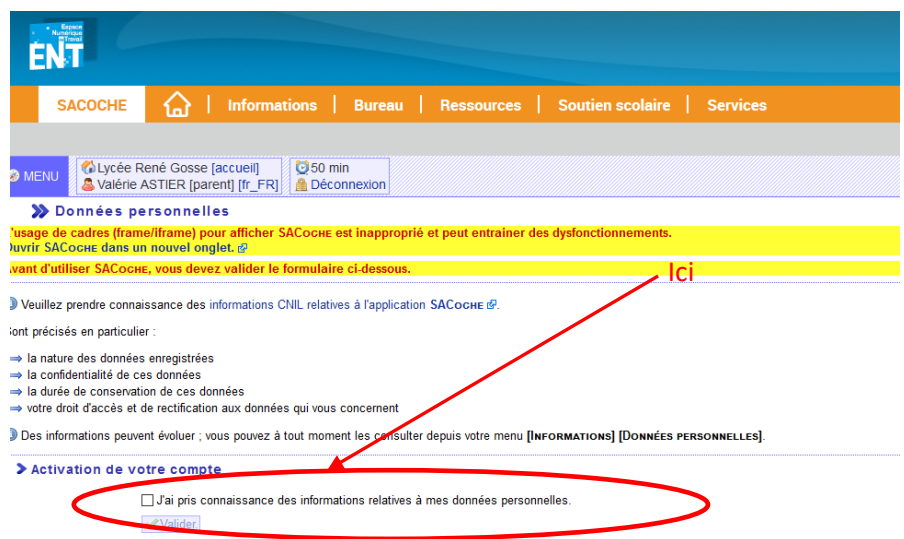 Espace
Numérique
de Travail
ENT
SACOCHE | Informations | Bureau | Ressources | Soutien scolaire | Services
MENU
Lycée René Gosse [accueil]
Valérie ASTIER [parent] [fr_FR]
50 min
Déconnexion
Données personnelles
'usage de cadres (frame/iframe) pour afficher SACOCHE est inapproprié et peut entrainer des dysfonctionnements.
Ouvrir SACOCHE dans un nouvel onglet.
Avant d'utiliser SACOCHE, vous devez valider le formulaire ci-dessous.
Ici
Veuillez prendre connaissance des informations CNIL relatives à l'application SACOCHE.
Sont précisés en particulier :
⇒ la nature des données enregistrées
⇒ la confidentialité de ces données
⇒ la durée de conservation de ces données
⇒ votre droit d'accès et de rectification aux données qui vous concernent
Des informations peuvent évoluer ; vous pouvez à tout moment les consulter depuis votre menu [INFORMATIONS] [DONNÉES PERSONNELLES].
Activation de votre compte
J'ai pris connaissance des informations relatives à mes données personnelles.
Valider.